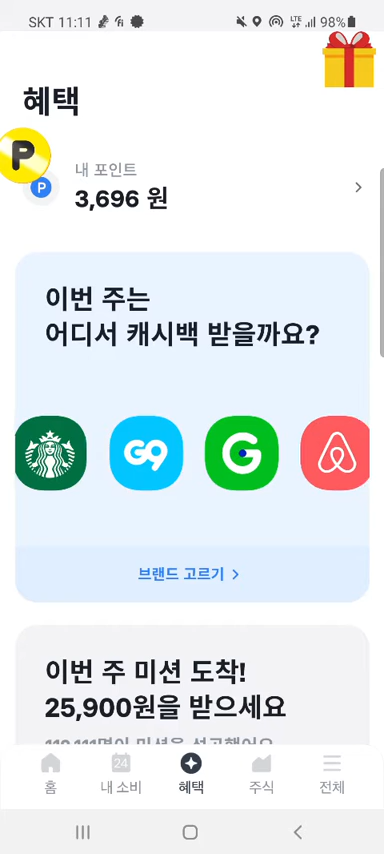 SKT 11:11
LTE
98%
혜택
P
내 포인트
P
3,696 원
이번 주는
어디서 캐시백 받을까요?
G9
G
브랜드 고르기 >
이번 주 미션 도착!
25,900원을 받으세요
24
홈
내 소비
혜택
주식
전체